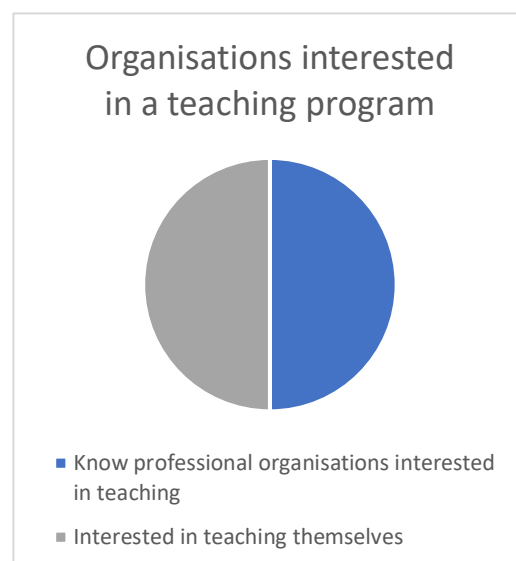 Organisations interested
in a teaching program
Know professional organisations interested
in teaching
Interested in teaching themselves